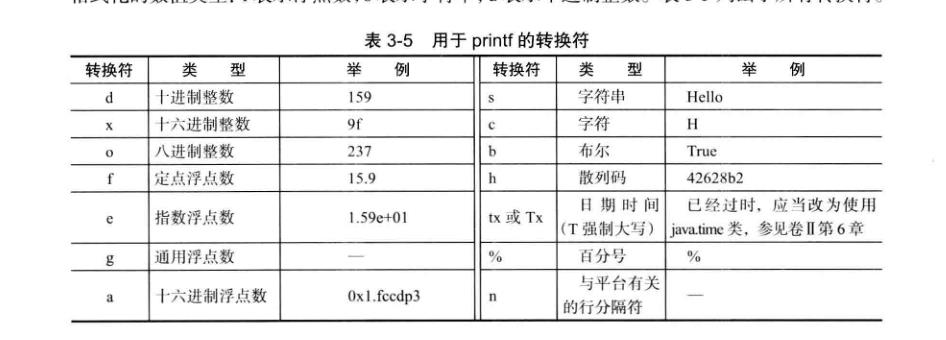 表 3-5 用于 printf 的转换符
转换符 类 型 举 例 转换符 类 型 举 例
d 十进制整数 159 s 字符串 Hello
x 十六进制整数 9f c 字符 H
o 八进制整数 237 b 布尔 True
f 定点浮点数 15.9 h 散列码 42628b2
e 指数浮点数 1.59e+01 tx 或 Tx 日期时间 已经过时，应当改为使用
(T 强制大写) java.time 类，参见卷Ⅱ第 6 章
g 通用浮点数 — % 百分号 %
a 十六进制浮点数 0x1.fccdp3 n 与平台有关 —
的行分隔符